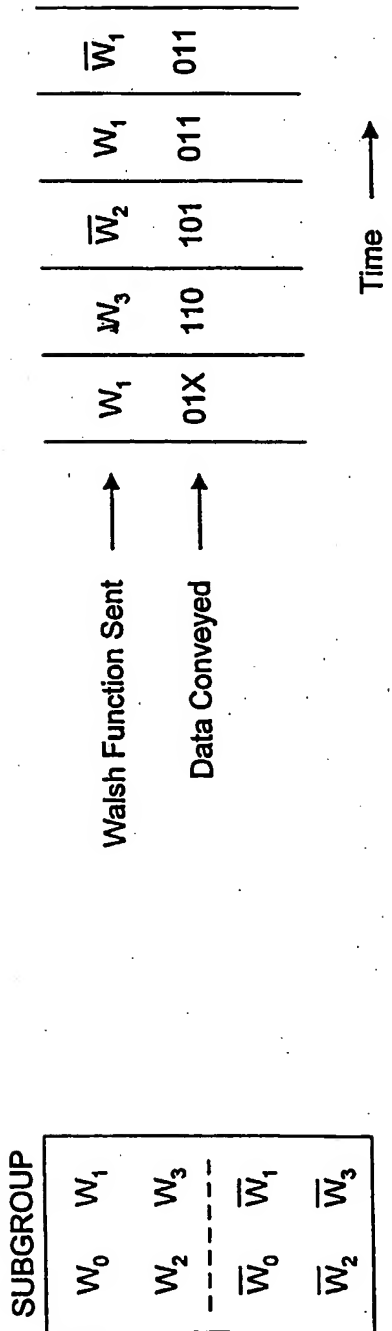 SUBGROUP
W₀ W₁
W₂ W₃
W̅₀ W̅₁
W̅₂ W̅₃
Walsh Function Sent → W₁ W₃ W̅₂ W₁ W̅₁
Data Conveyed → 01X 110 101 011 011
Time →